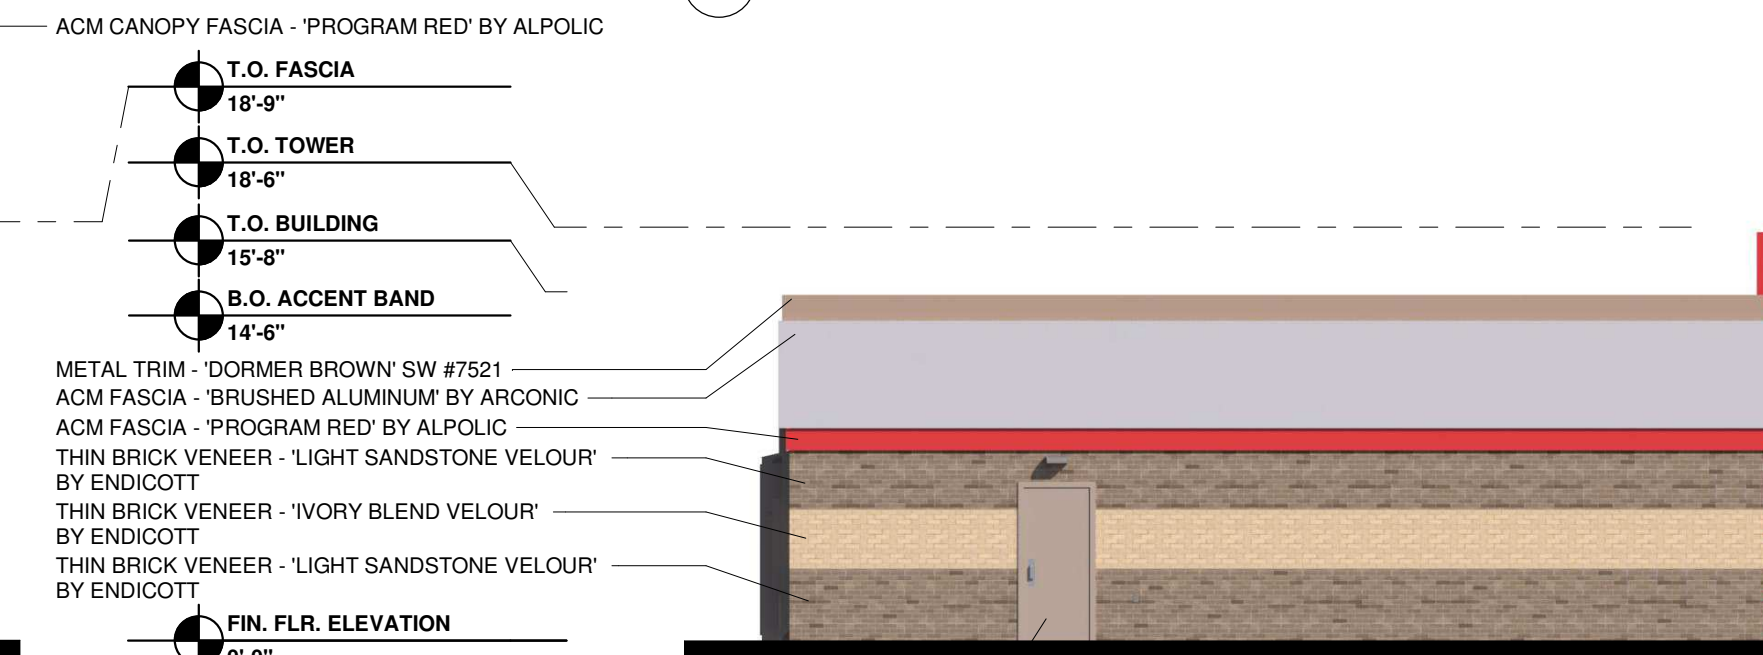 ACM CANOPY FASCIA - 'PROGRAM RED' BY ALPOLIC
T.O. FASCIA
18'-9"
T.O. TOWER
18'-6"
T.O. BUILDING
15'-8"
B.O. ACCENT BAND
14'-6"
METAL TRIM - 'DORMER BROWN' SW #7521
ACM FASCIA - 'BRUSHED ALUMINUM' BY ARCONIC
ACM FASCIA - 'PROGRAM RED' BY ALPOLIC
THIN BRICK VENEER - 'LIGHT SANDSTONE VELOUR'
BY ENDICOTT
THIN BRICK VENEER - 'IVORY BLEND VELOUR'
BY ENDICOTT
THIN BRICK VENEER - 'LIGHT SANDSTONE VELOUR'
BY ENDICOTT
FIN. FLR. ELEVATION